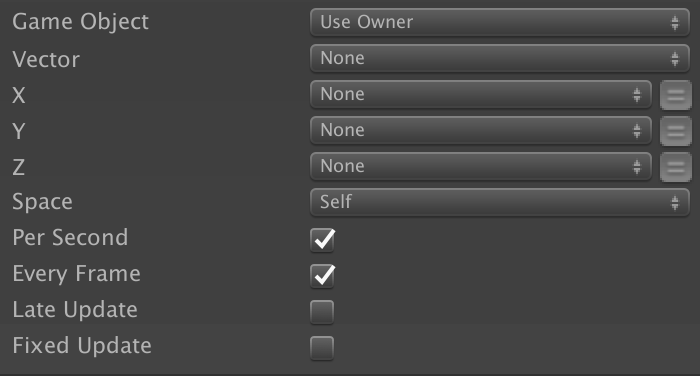 Game Object Use Owner
Vector None
X None =
Y None =
Z None =
Space Self
Per Second
Every Frame
Late Update
Fixed Update